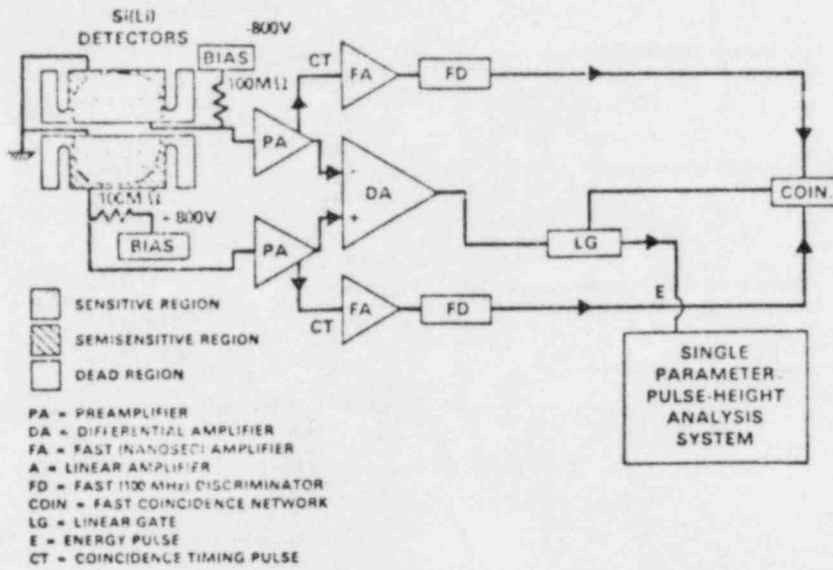 Si(Li)
DETECTORS
-800V
BIAS
100MΩ
CT
FA
FD
PA
DA
-
+
COIN.
100MΩ
-800V
BIAS
PA
LG
CT
FA
FD
E
SENSITIVE REGION
SEMISENSITIVE REGION
DEAD REGION
SINGLE
PARAMETER
PULSE-HEIGHT
ANALYSIS
SYSTEM
PA = PREAMPLIFIER
DA = DIFFERENTIAL AMPLIFIER
FA = FAST (NANOSEC) AMPLIFIER
A = LINEAR AMPLIFIER
FD = FAST (100 MHz) DISCRIMINATOR
COIN = FAST COINCIDENCE NETWORK
LG = LINEAR GATE
E = ENERGY PULSE
CT = COINCIDENCE TIMING PULSE